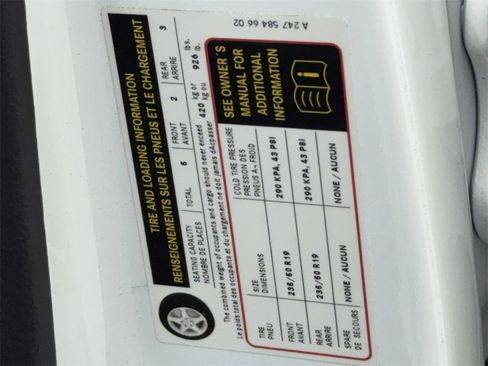 TIRE AND LOADING INFORMATION
RENSEIGNEMENTS SUR LES PNEUS ET LE CHARGEMENT
SEATING CAPACITY TOTAL 5 FRONT 2 REAR 3
NOMBRE DE PLACES AVANT ARRIÈRE
The combined weight of occupants and cargo should never exceed 420 kg or 926 lbs.
Le poids total des occupants et du chargement ne doit jamais dépasser kg ou lb.
TIRE SIZE COLD TIRE PRESSURE
PNEU DIMENSIONS PRESSION DES
PNEUS À FROID
FRONT 235/50 R19 290 KPA, 43 PSI
AVANT
REAR 235/50 R19 290 KPA, 43 PSI
ARRIERE
SPARE NONE / AUCUN NONE / AUCUN
DE SECOURS
SEE OWNER'S
MANUAL FOR
ADDITIONAL
INFORMATION
A 247 584 66 02